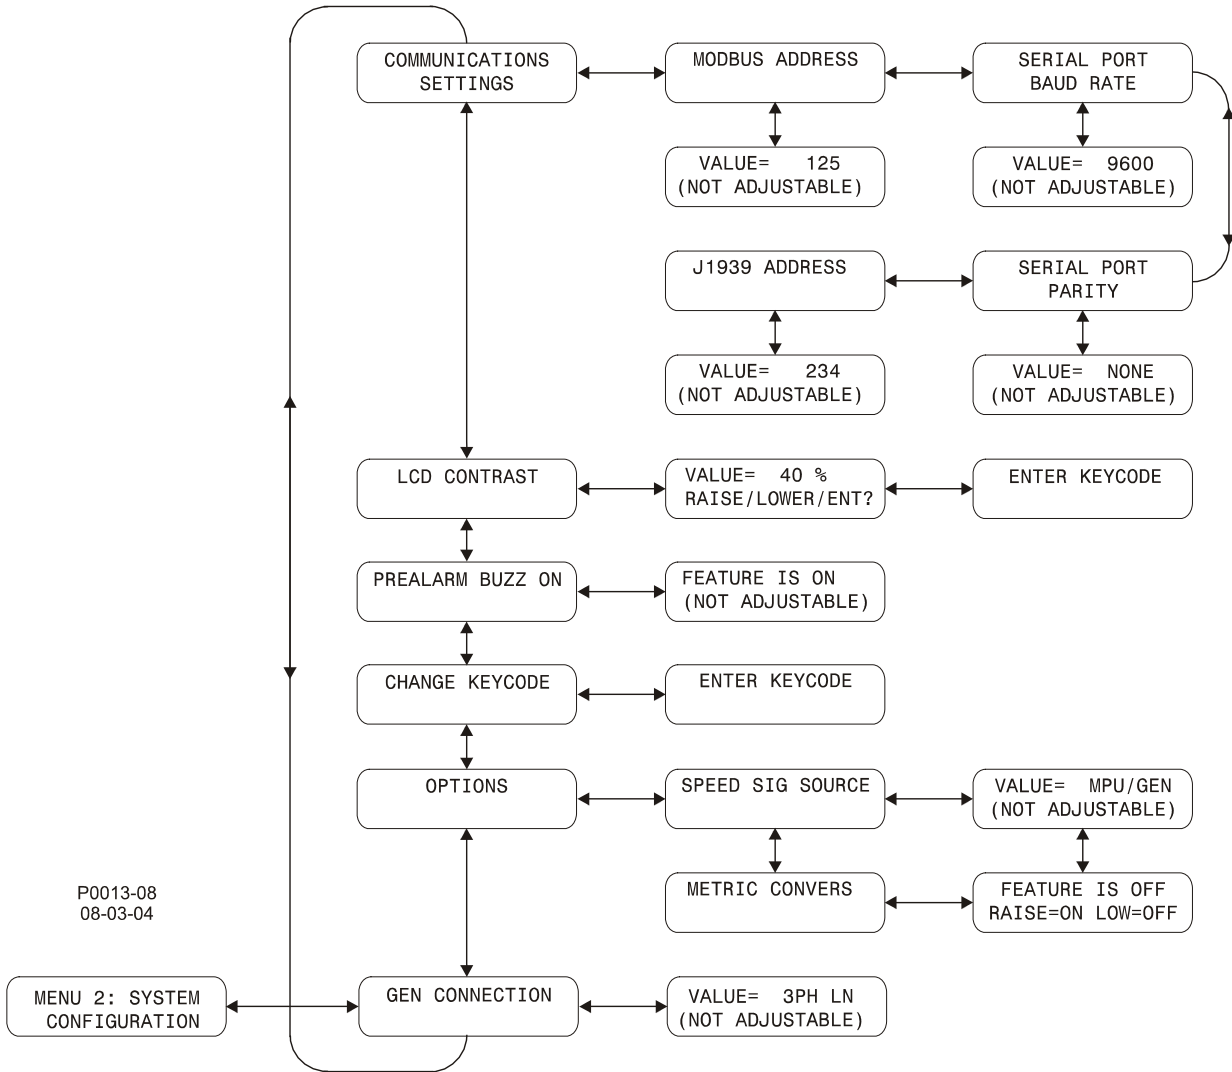 COMMUNICATIONS
SETTINGS
MODBUS ADDRESS
SERIAL PORT
BAUD RATE
VALUE= 125
(NOT ADJUSTABLE)
VALUE= 9600
(NOT ADJUSTABLE)
J1939 ADDRESS
SERIAL PORT
PARITY
VALUE= 234
(NOT ADJUSTABLE)
VALUE= NONE
(NOT ADJUSTABLE)
LCD CONTRAST
VALUE= 40 %
RAISE/LOWER/ENT?
ENTER KEYCODE
PREALARM BUZZ ON
FEATURE IS ON
(NOT ADJUSTABLE)
CHANGE KEYCODE
ENTER KEYCODE
OPTIONS
SPEED SIG SOURCE
VALUE= MPU/GEN
(NOT ADJUSTABLE)
METRIC CONVERS
FEATURE IS OFF
RAISE=ON LOW=OFF
P0013-08
08-03-04
MENU 2: SYSTEM
CONFIGURATION
GEN CONNECTION
VALUE= 3PH LN
(NOT ADJUSTABLE)